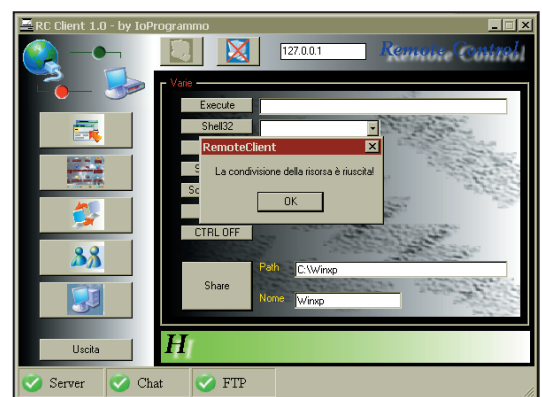 RC Client 1.0 - by IoProgrammo
127.0.0.1
Remote Control
Varie
Execute
Shell32
RemoteClient
La condivisione della risorsa è riuscita!
OK
CTRL OFF
Path
C:\Winxp
Share
Nome
Winxp
Uscita
H
Server
Chat
FTP